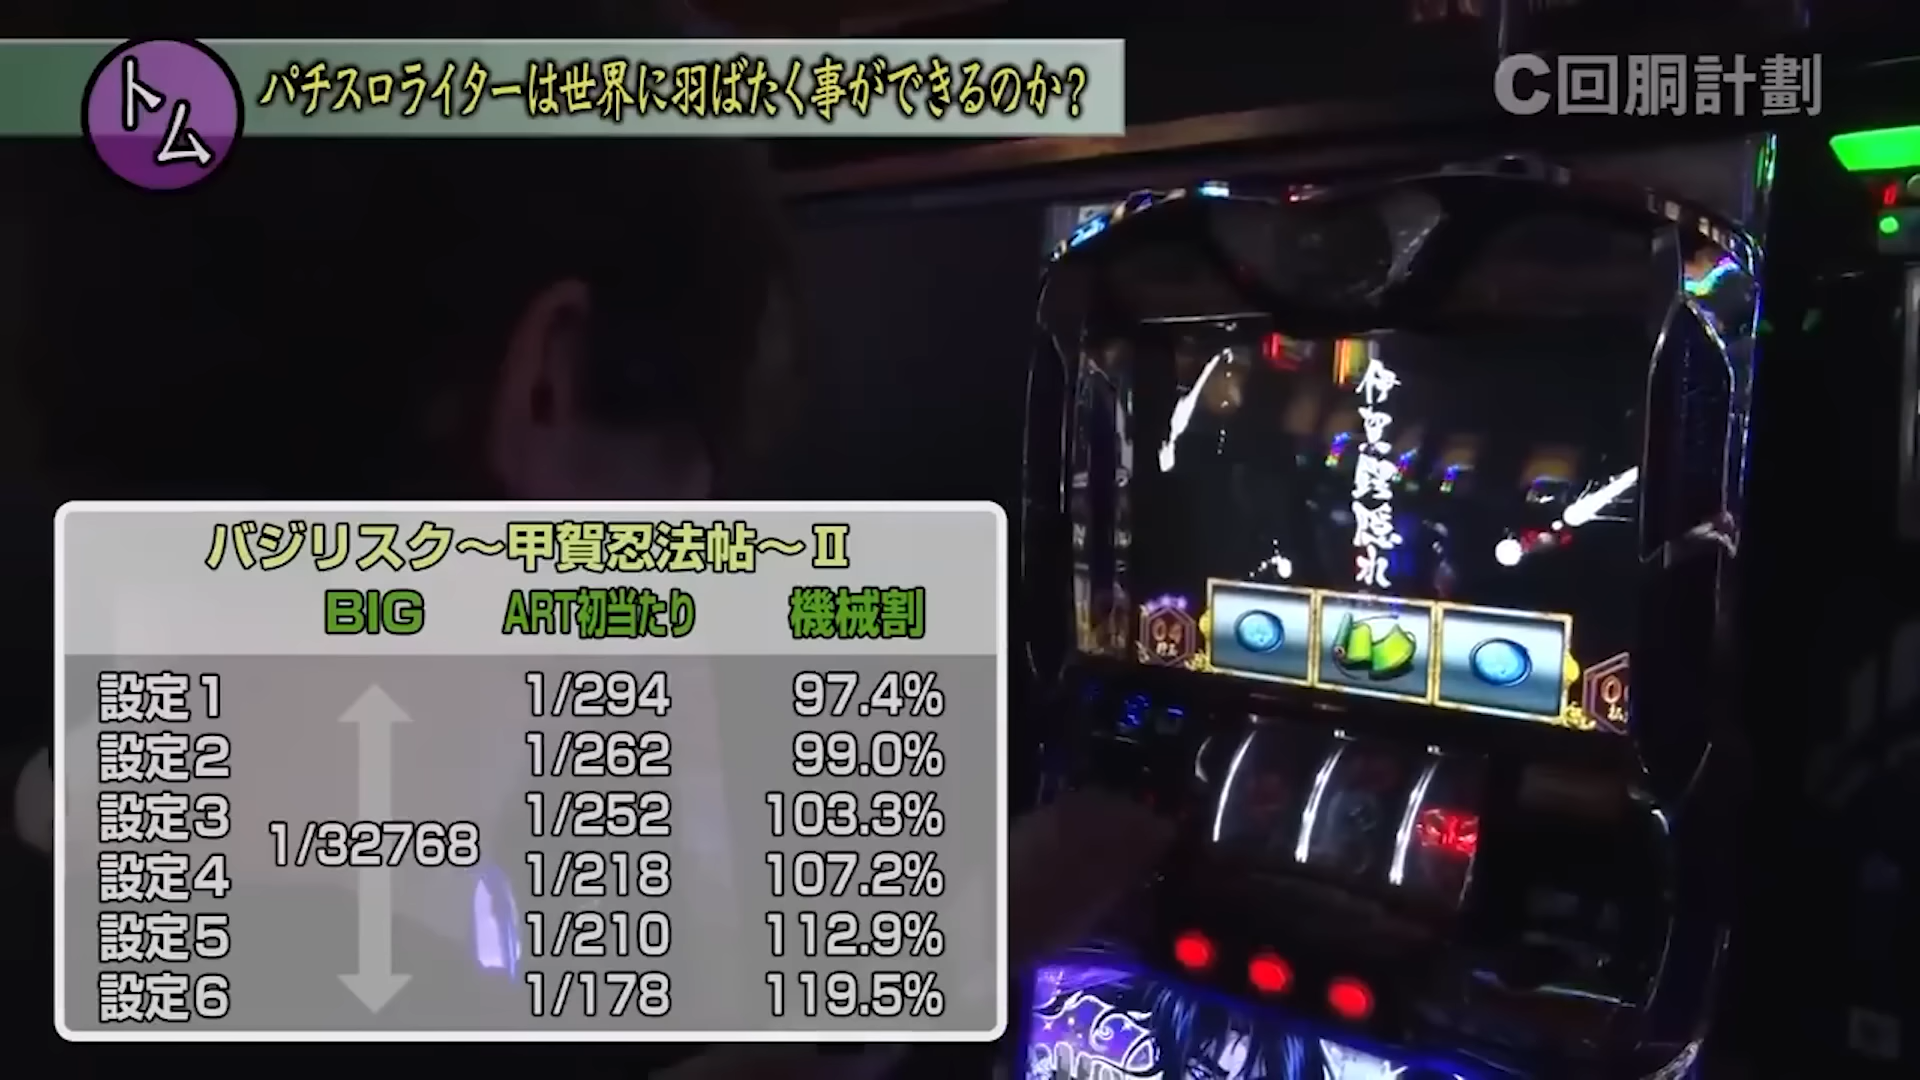 トム
パチスロライターは世界に羽ばたく事ができるのか?
C回胴計劃
伊賀鍔隠れ
バジリスク～甲賀忍法帖～Ⅱ
BIG ART初当たり 機械割
設定1 1/294 97.4%
設定2 1/262 99.0%
設定3 1/252 103.3%
1/32768
設定4 1/218 107.2%
設定5 1/210 112.9%
設定6 1/178 119.5%